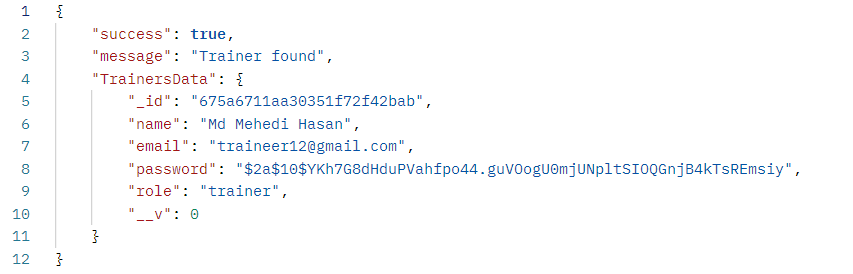 1 {
2 "success": true,
3 "message": "Trainer found",
4 "TrainersData": {
5 "_id": "675a6711aa30351f72f42bab",
6 "name": "Md Mehedi Hasan",
7 "email": "traineer12@gmail.com",
8 "password": "$2a$10$YKh7G8dHduPVahfpo44.guVOogU0mjUNpltSIOQGnjB4kTsREmsiy",
9 "role": "trainer",
10 "__v": 0
11 }
12 }